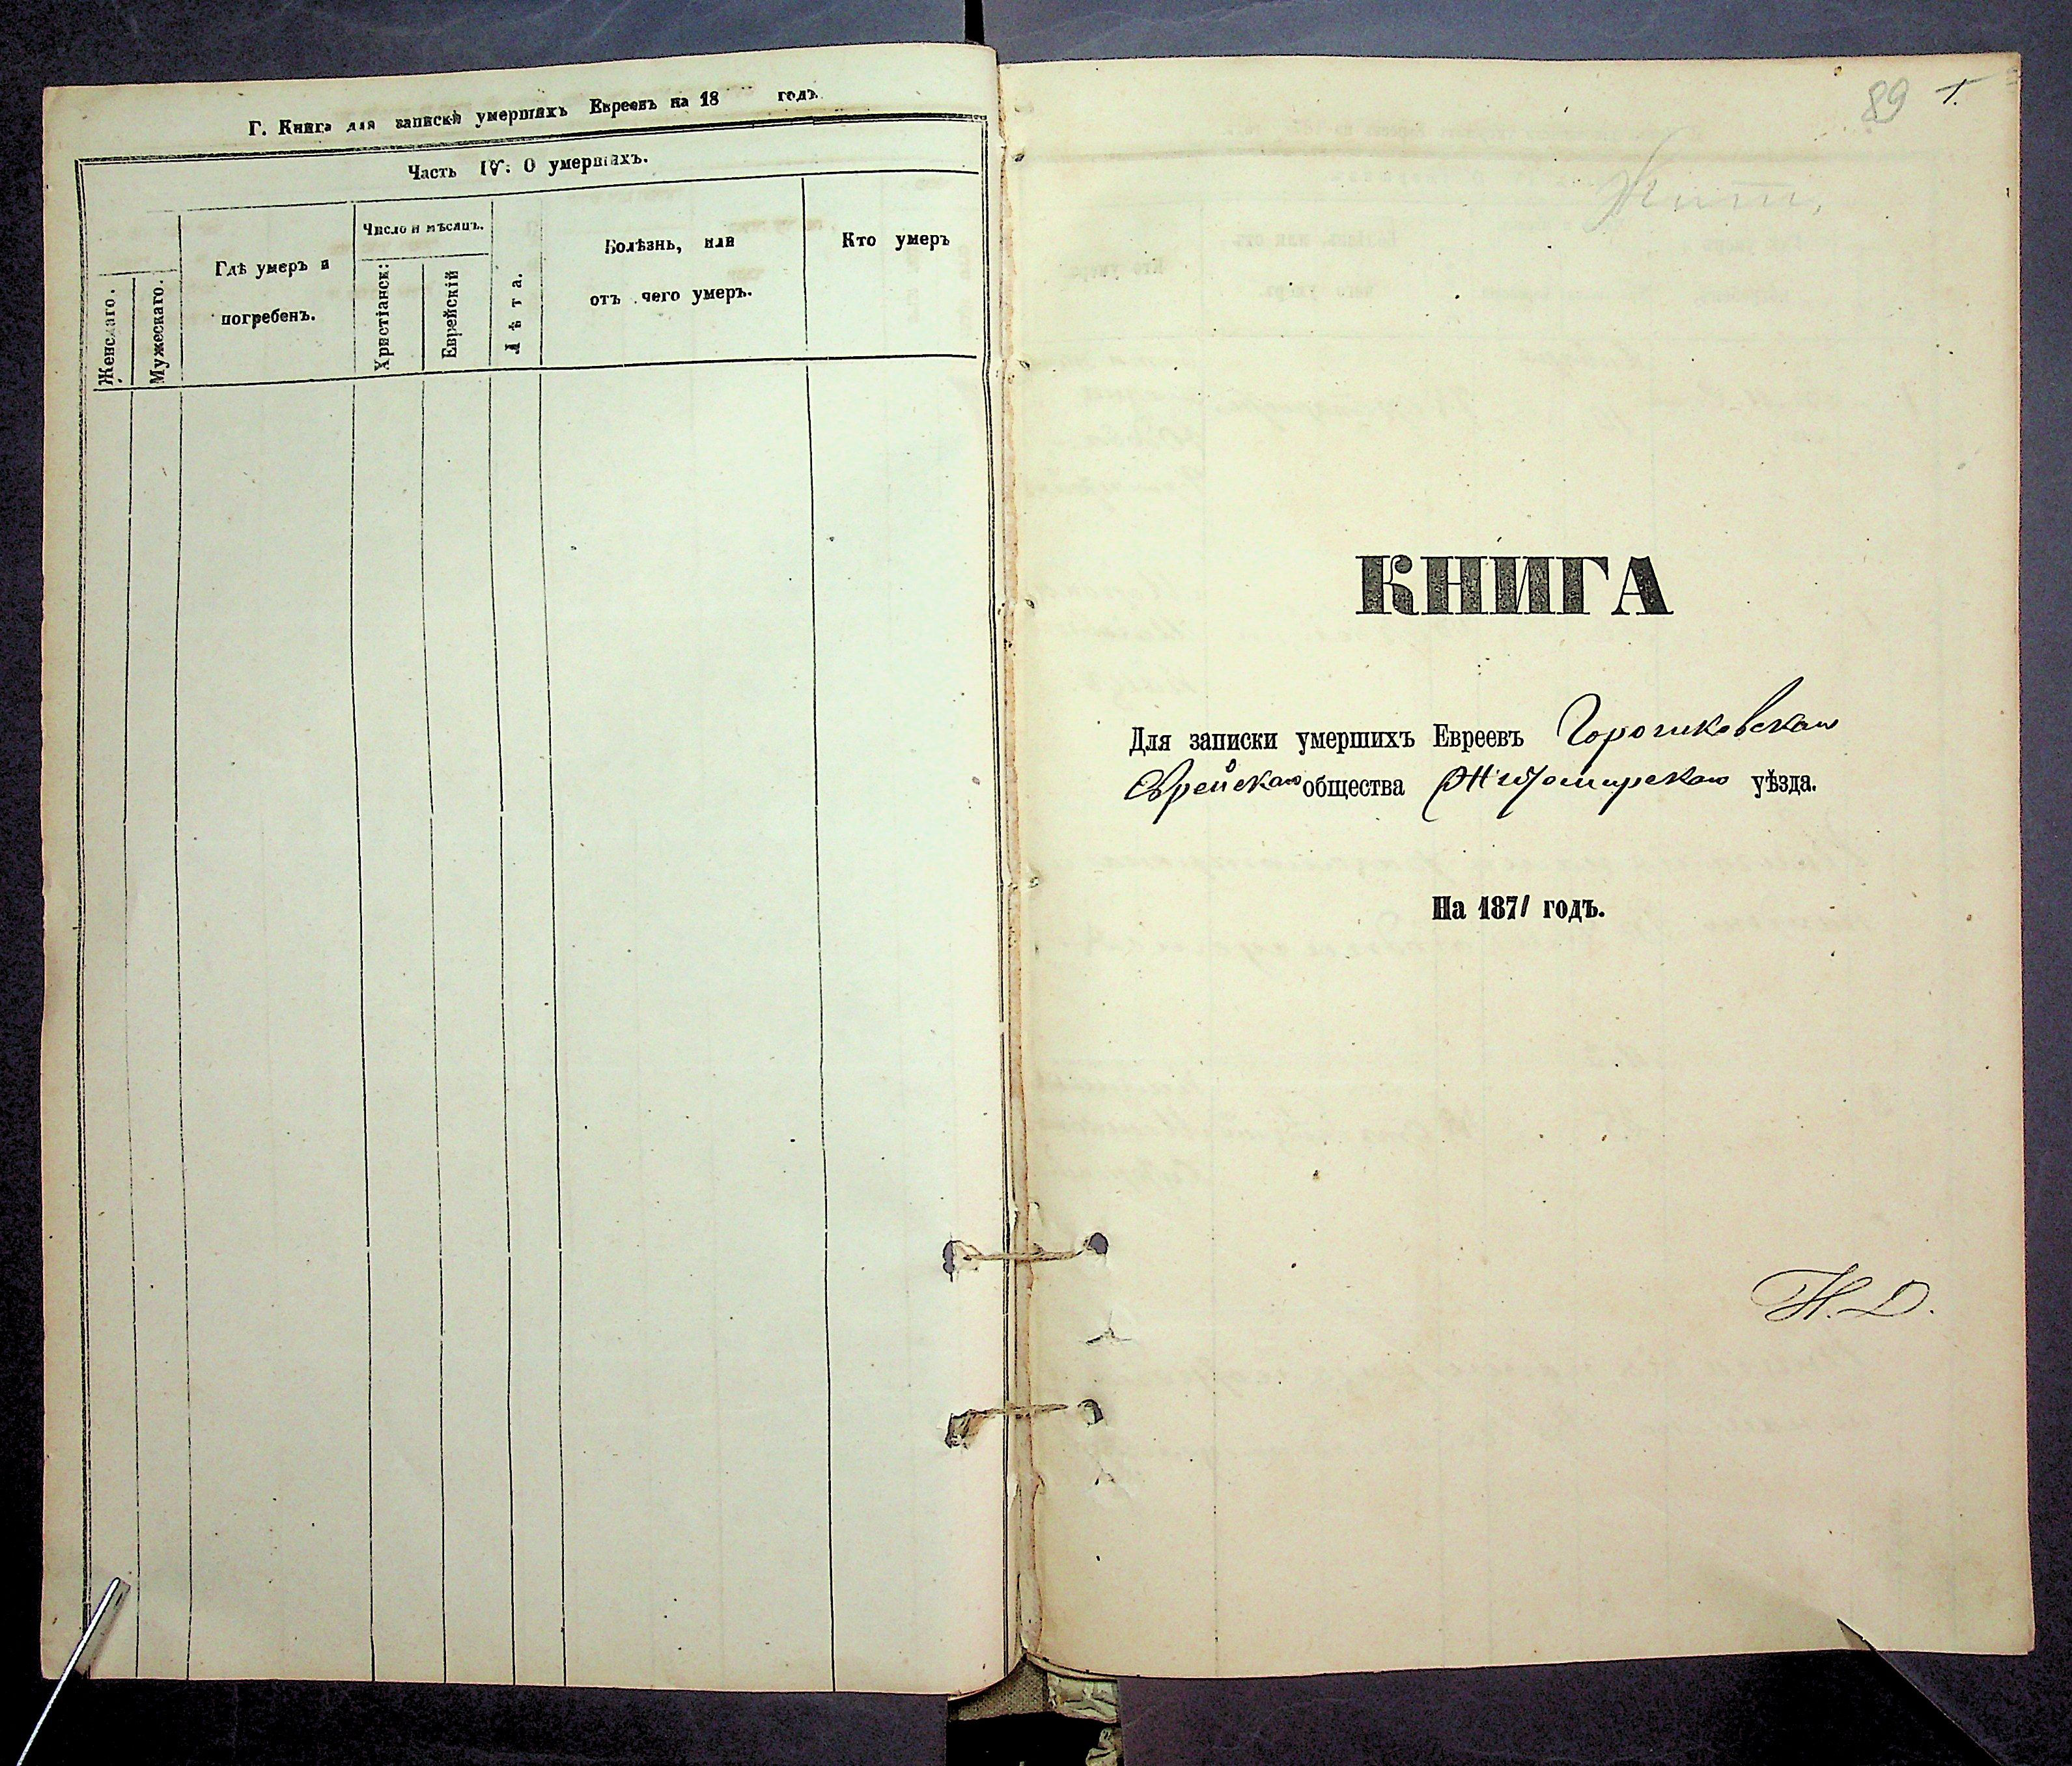 Г. Книга для записки умершихъ Евреевъ на 18 годъ.
Часть IV: О умершихъ.
Женскаго.
Мужескаго.
Гдѣ умеръ и
погребенъ.
Число и мѣсяцъ.
Христіанск:
Еврейскій
Лѣта.
Болѣзнь, или
отъ чего умеръ.
Кто умеръ
89 1.
Жит.
КНИГА
Для записки умершихъ Евреевъ Горошковскаго
Еврейскаго общества Житомирскаго уѣзда.
На 1871 годъ.
Н. Д.